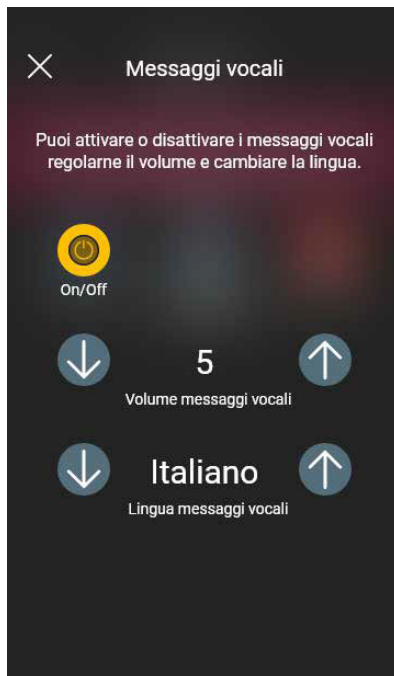 Messaggi vocali
Puoi attivare o disattivare i messaggi vocali
regolarne il volume e cambiare la lingua.
On/Off
5
Volume messaggi vocali
Italiano
Lingua messaggi vocali